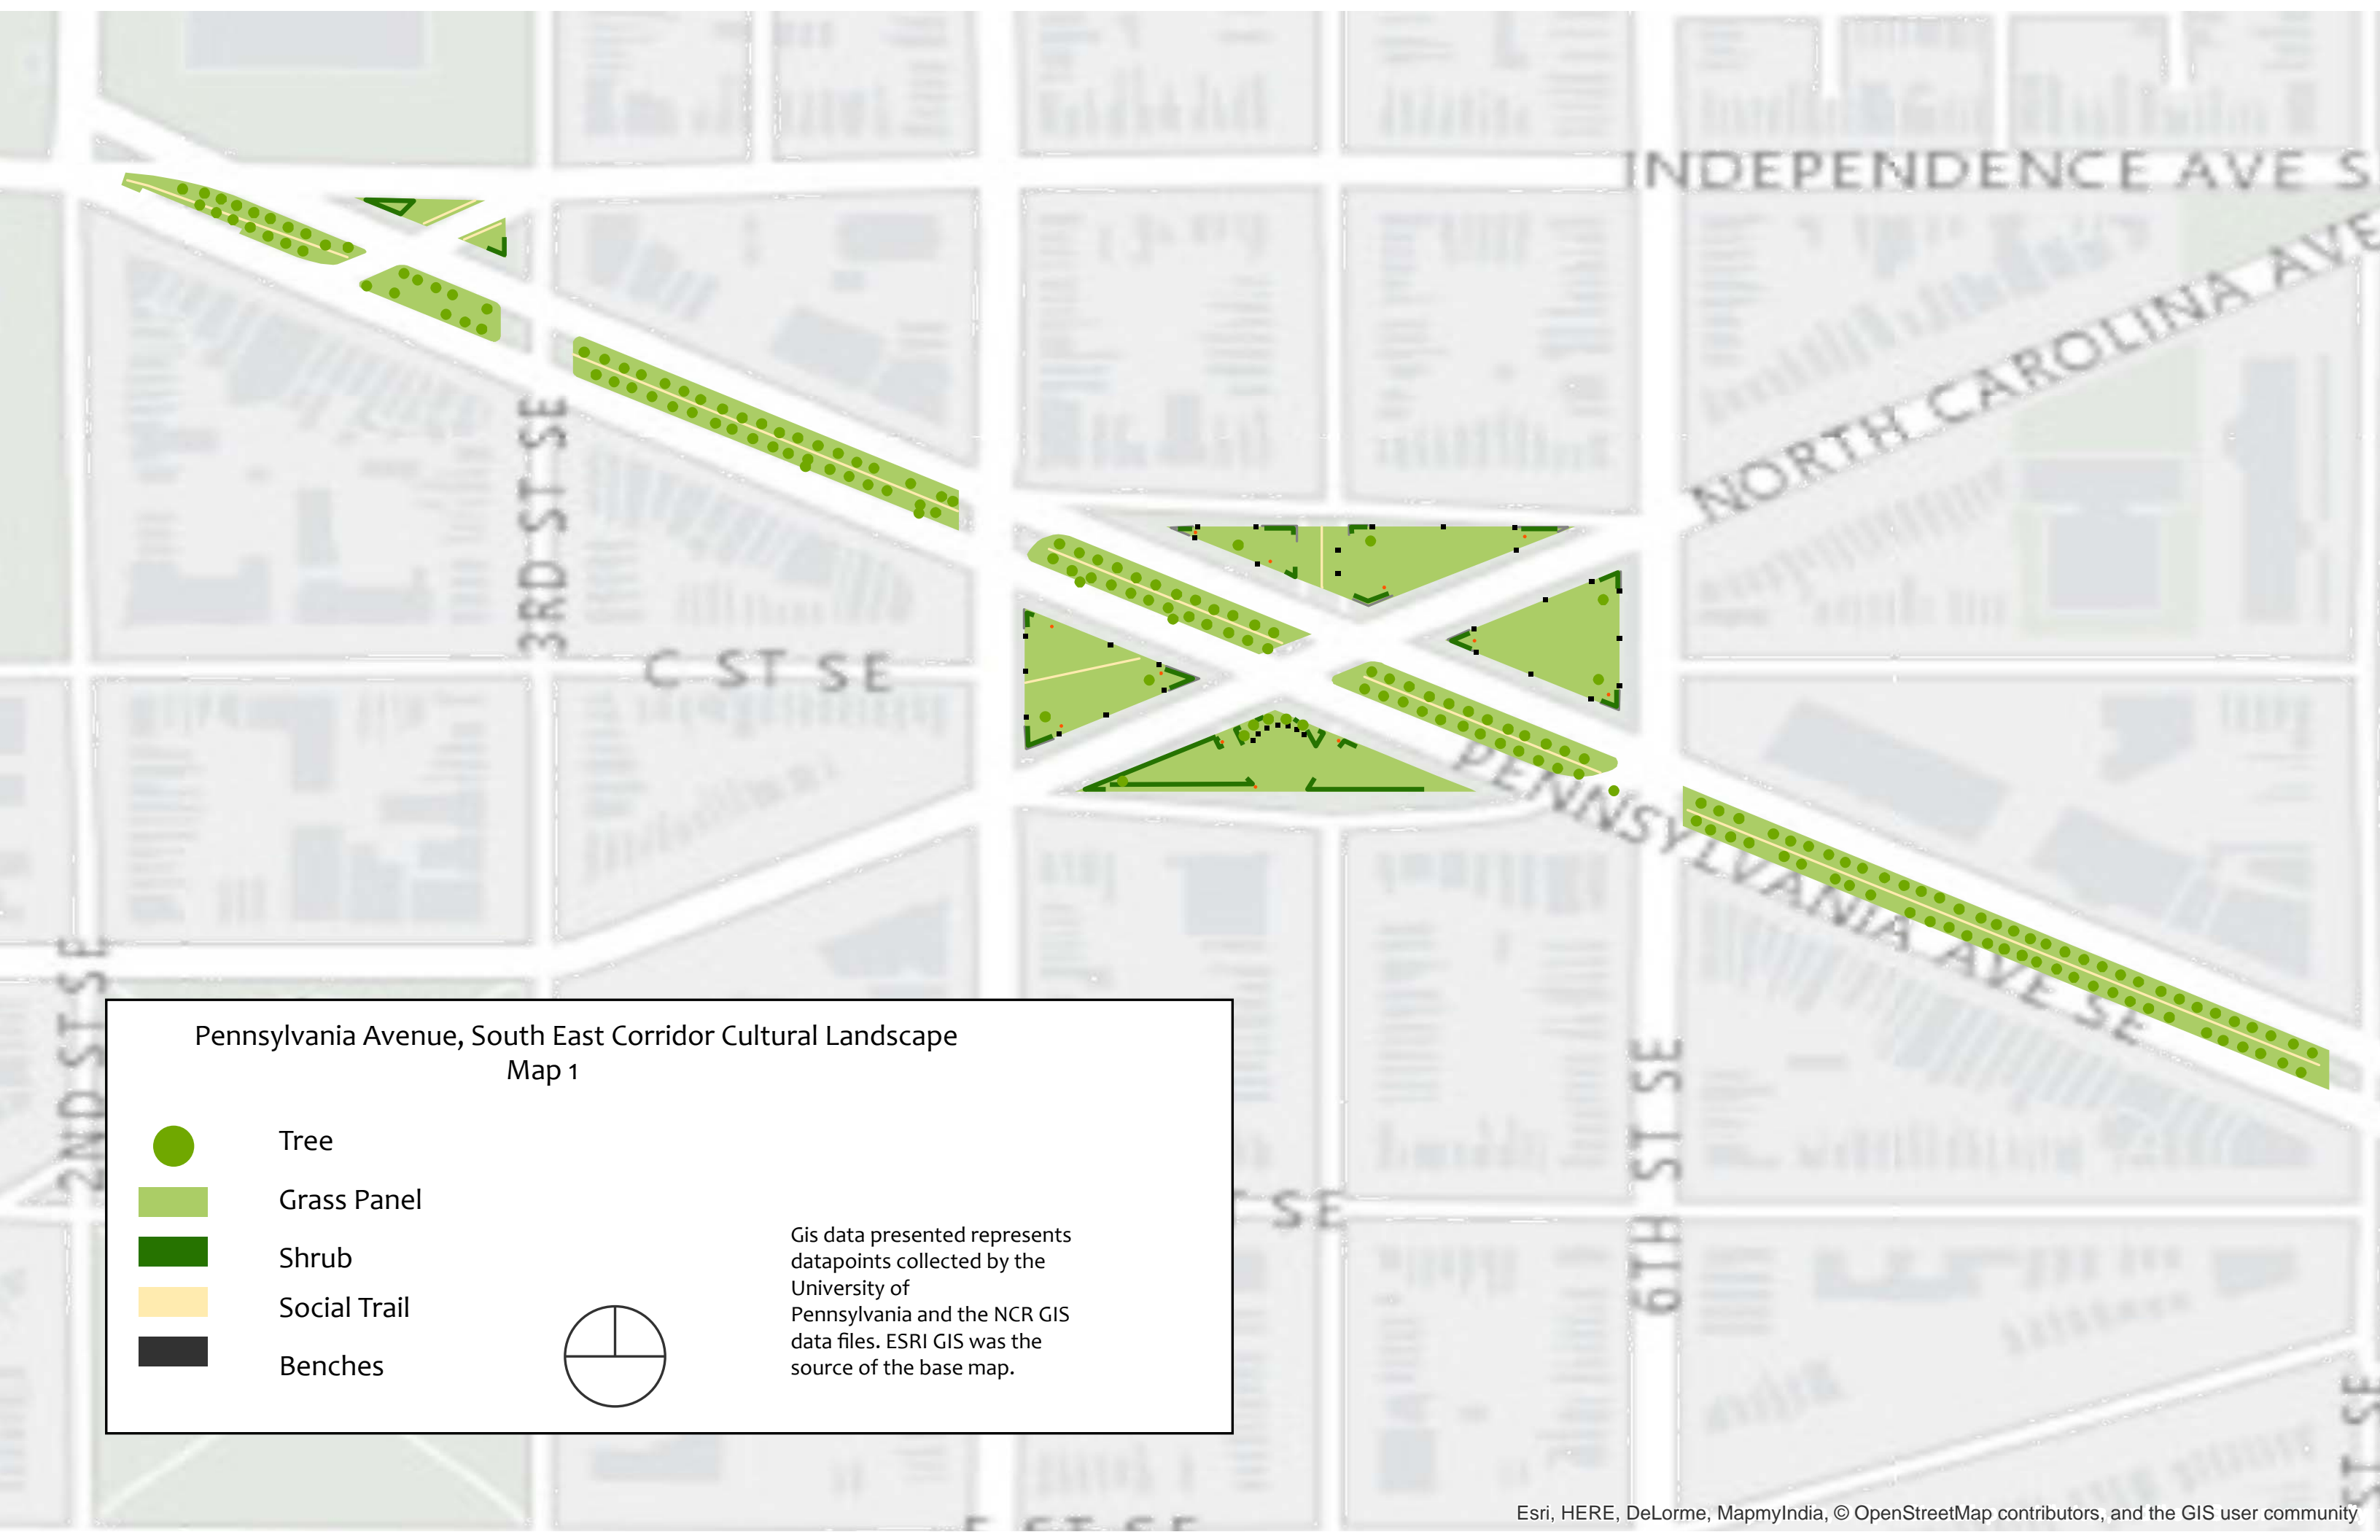 INDEPENDENCE AVE S
NORTH CAROLINA AVE
3RD ST SE
C ST SE
PENNSYLVANIA AVE SE
2ND ST SE
6TH ST SE
SE
ST SE
Pennsylvania Avenue, South East Corridor Cultural Landscape
Map 1
Tree
Grass Panel
Shrub
Social Trail
Benches
Gis data presented represents
datapoints collected by the
University of
Pennsylvania and the NCR GIS
data files. ESRI GIS was the
source of the base map.
Esri, HERE, DeLorme, MapmyIndia, © OpenStreetMap contributors, and the GIS user community